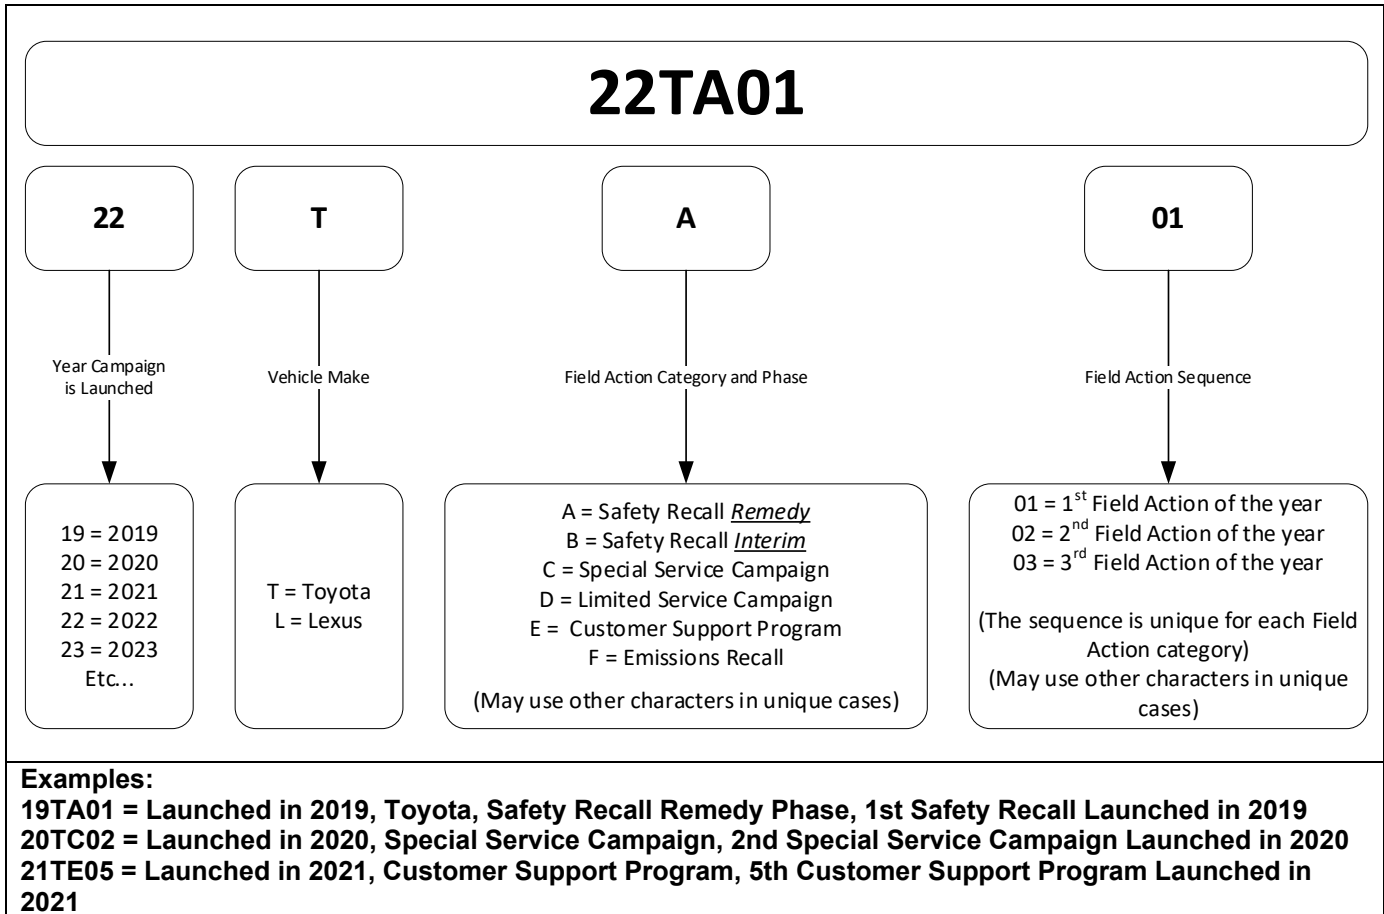 22TA01
22
T
A
01
Year Campaign
is Launched
Vehicle Make
Field Action Category and Phase
Field Action Sequence
19 = 2019
20 = 2020
21 = 2021
22 = 2022
23 = 2023
Etc...
T = Toyota
L = Lexus
A = Safety Recall Remedy
B = Safety Recall Interim
C = Special Service Campaign
D = Limited Service Campaign
E = Customer Support Program
F = Emissions Recall
(May use other characters in unique cases)
01 = 1st Field Action of the year
02 = 2nd Field Action of the year
03 = 3rd Field Action of the year
(The sequence is unique for each Field
Action category)
(May use other characters in unique
cases)
Examples:
19TA01 = Launched in 2019, Toyota, Safety Recall Remedy Phase, 1st Safety Recall Launched in 2019
20TC02 = Launched in 2020, Special Service Campaign, 2nd Special Service Campaign Launched in 2020
21TE05 = Launched in 2021, Customer Support Program, 5th Customer Support Program Launched in
2021